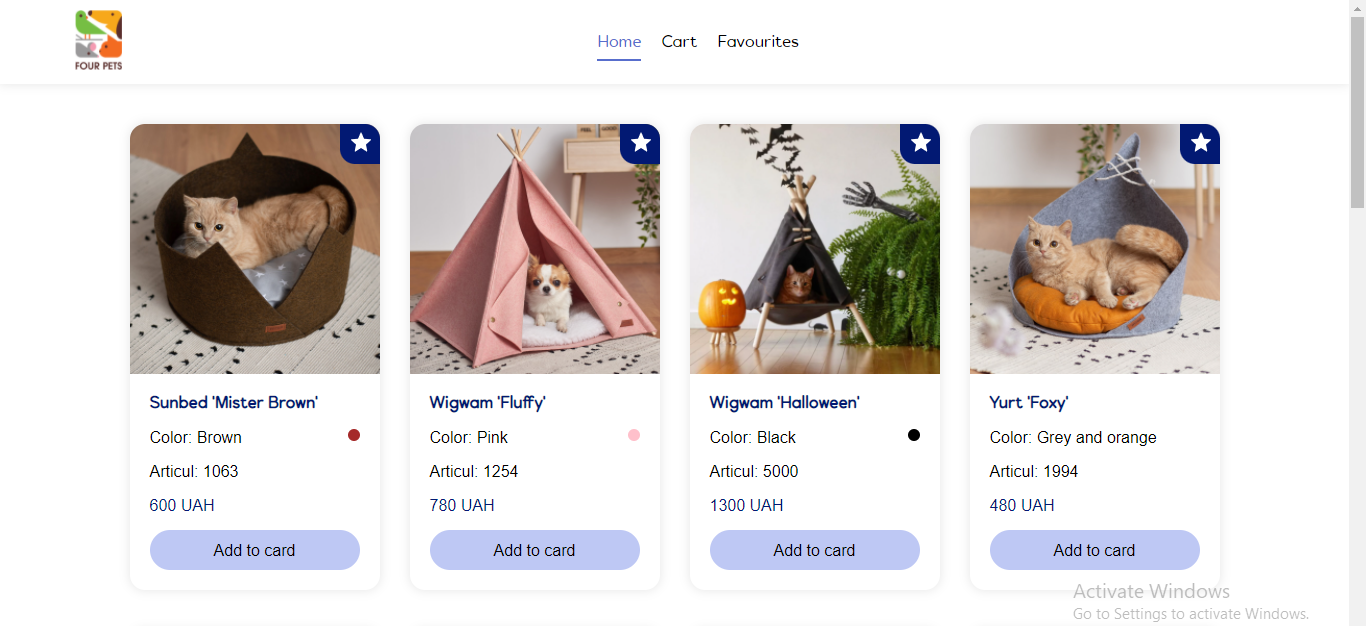 FOUR PETS
Home Cart Favourites
Sunbed 'Mister Brown'
Color: Brown
Articul: 1063
600 UAH
Add to card
Wigwam 'Fluffy'
Color: Pink
Articul: 1254
780 UAH
Add to card
Wigwam 'Halloween'
Color: Black
Articul: 5000
1300 UAH
Add to card
Yurt 'Foxy'
Color: Grey and orange
Articul: 1994
480 UAH
Add to card
Activate Windows
Go to Settings to activate Windows.